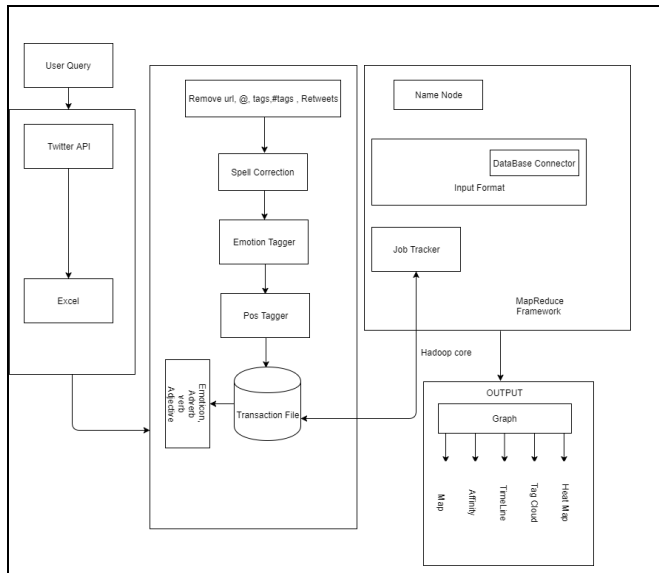 User Query
Twitter API
Excel
Remove url, @, tags,#tags , Retweets
Spell Correction
Emotion Tagger
Pos Tagger
Emoticon,
Adverb
verb
Adjective
Transaction File
Name Node
DataBase Connector
Input Format
Job Tracker
MapReduce
Framework
Hadoop core
OUTPUT
Graph
Map
Affinity
TimeLine
Tag Cloud
Heat Map